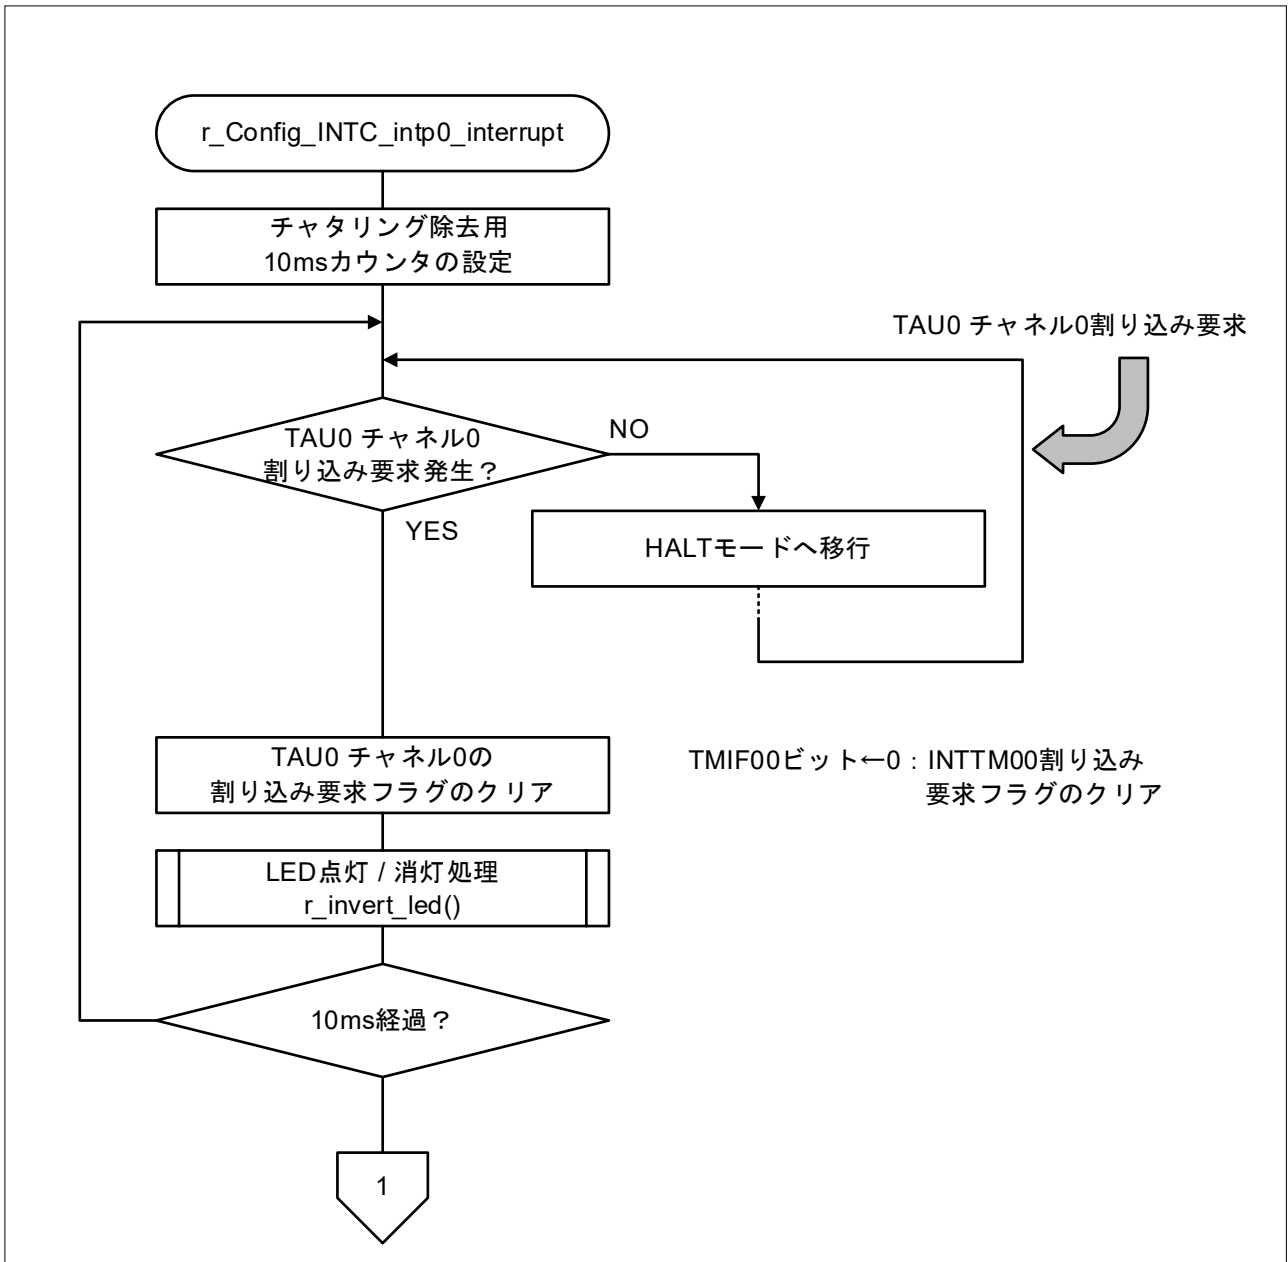 r_Config_INTC_intp0_interrupt
チャタリング除去用
10msカウンタの設定
TAU0 チャネル0割り込み要求
TAU0 チャネル0
割り込み要求発生？
NO
YES
HALTモードへ移行
TAU0 チャネル0の
割り込み要求フラグのクリア
TMIF00ビット←0：INTTM00割り込み
要求フラグのクリア
LED点灯 / 消灯処理
r_invert_led()
10ms経過？
1